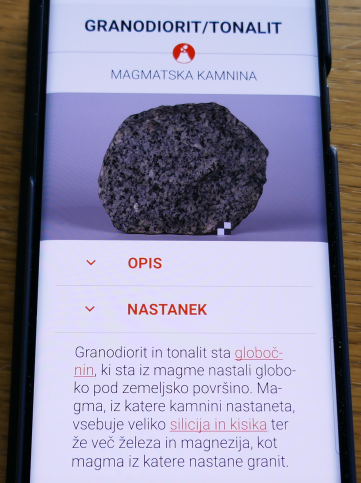 GRANODIORIT/TONALIT
MAGMATSKA KAMNINA
OPIS
NASTANEK
Granodiorit in tonalit sta globoč-
nin, ki sta iz magme nastali globo-
ko pod zemeljsko površino. Ma-
gma, iz katere kamnini nastaneta,
vsebuje veliko silicija in kisika ter
že več železa in magnezija, kot
magma iz katere nastane granit.